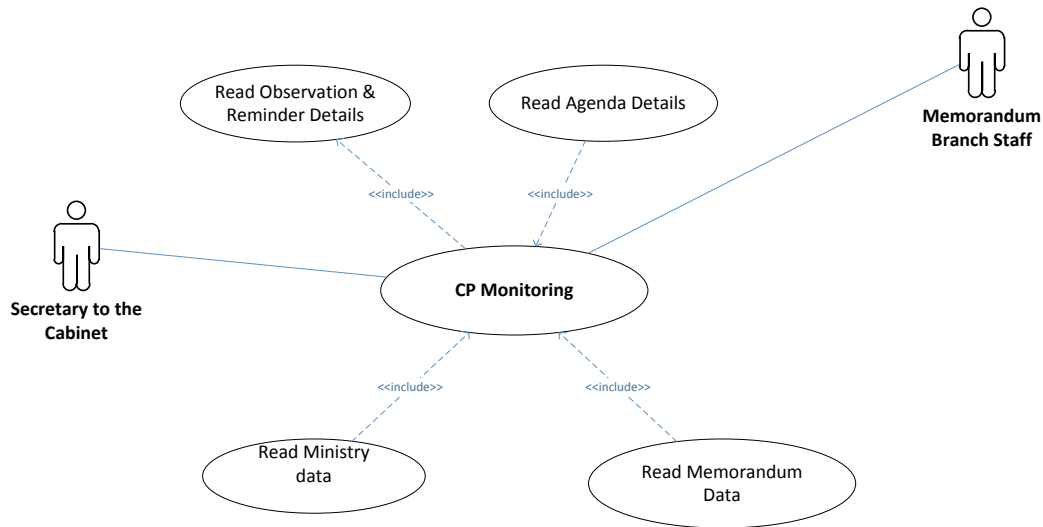 Read Observation &
Reminder Details
Read Agenda Details
Memorandum
Branch Staff
<<include>>
<<include>>
Secretary to the
Cabinet
CP Monitoring
<<include>>
<<include>>
Read Ministry
data
Read Memorandum
Data